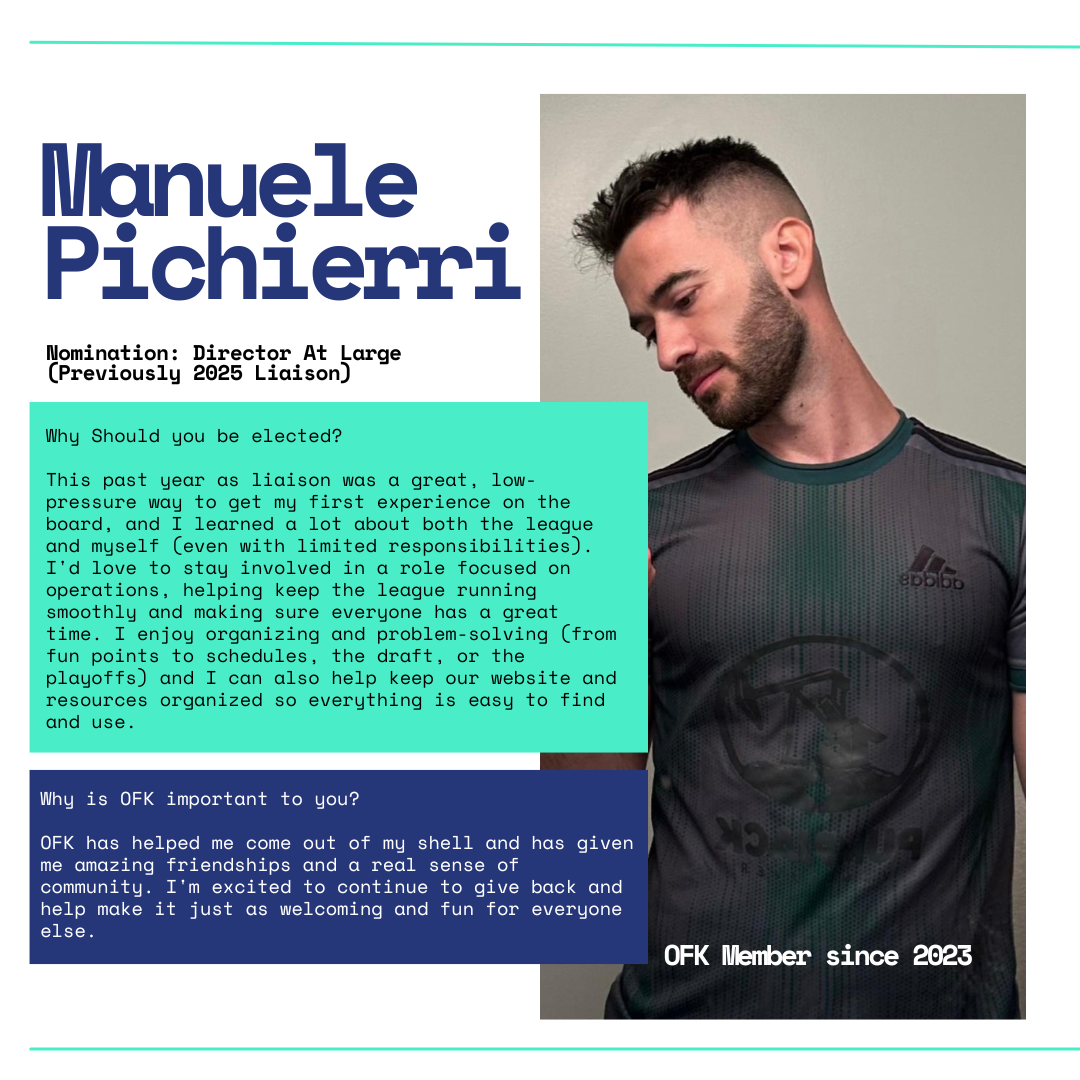 Manuele
Pichierri
Nomination: Director At Large
(Previously 2025 Liaison)
Why Should you be elected?
This past year as liaison was a great, low-
pressure way to get my first experience on the
board, and I learned a lot about both the league
and myself (even with limited responsibilities).
I'd love to stay involved in a role focused on
operations, helping keep the league running
smoothly and making sure everyone has a great
time. I enjoy organizing and problem-solving (from
fun points to schedules, the draft, or the
playoffs) and I can also help keep our website and
resources organized so everything is easy to find
and use.
Why is OFK important to you?
OFK has helped me come out of my shell and has given
me amazing friendships and a real sense of
community. I'm excited to continue to give back and
help make it just as welcoming and fun for everyone
else.
adidas
OFK Member since 2023